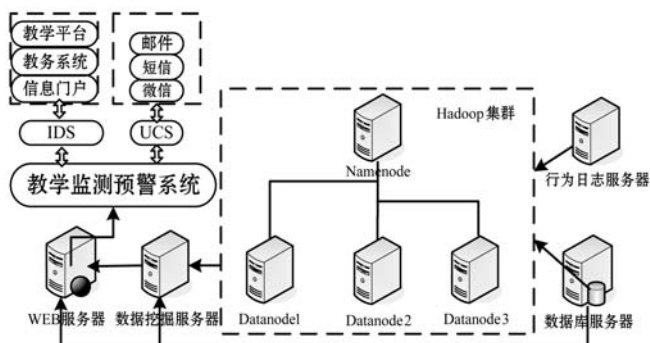 教学平台
教务系统
信息门户
邮件
短信
微信
IDS
UCS
教学监测预警系统
Hadoop集群
Namenode
行为日志服务器
WEB服务器
数据挖掘服务器
Datanode1
Datanode2
Datanode3
数据库服务器